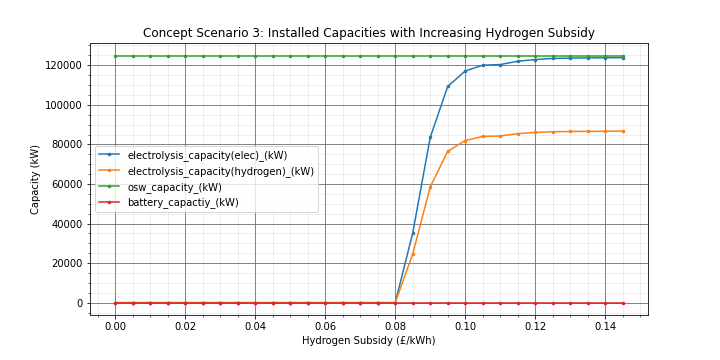 Concept Scenario 3: Installed Capacities with Increasing Hydrogen Subsidy
120000
100000
80000
60000
40000
20000
0
Capacity (kW)
electrolysis_capacity(elec)_(kW)
electrolysis_capacity(hydrogen)_(kW)
osw_capacity_(kW)
battery_capactiy_(kW)
0.00 0.02 0.04 0.06 0.08 0.10 0.12 0.14
Hydrogen Subsidy (£/kWh)